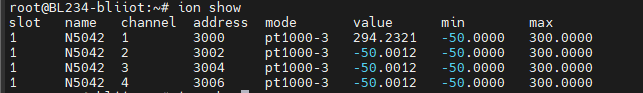 root@BL234-bliiot:~# ion show
slot name channel address mode value min max
1 N5042 1 3000 pt1000-3 294.2321 -50.0000 300.0000
1 N5042 2 3002 pt1000-3 -50.0012 -50.0000 300.0000
1 N5042 3 3004 pt1000-3 -50.0012 -50.0000 300.0000
1 N5042 4 3006 pt1000-3 -50.0012 -50.0000 300.0000